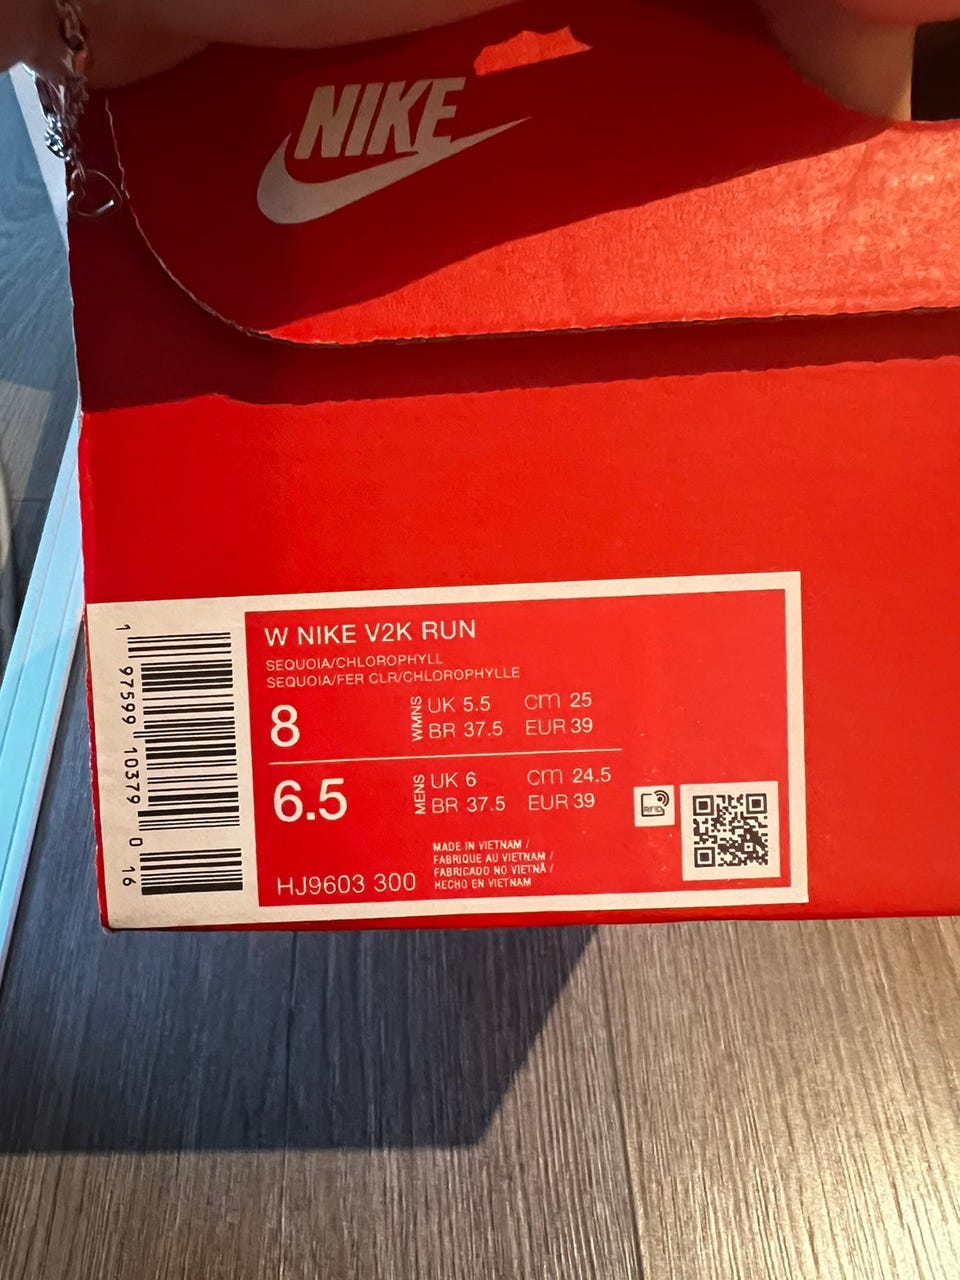 NIKE
W NIKE V2K RUN
SEQUOIA/CHLOROPHYLL
SEQUOIA/FER CLR/CHLOROPHYLLE
8 WMNS UK 5.5 cm 25
BR 37.5 EUR 39
6.5 MENS UK 6 cm 24.5
BR 37.5 EUR 39
RFID
MADE IN VIETNAM /
FABRIQUE AU VIETNAM /
FABRICADO NO VIETNÃ /
HECHO EN VIETNAM
HJ9603 300
1 97599 10379 0 16